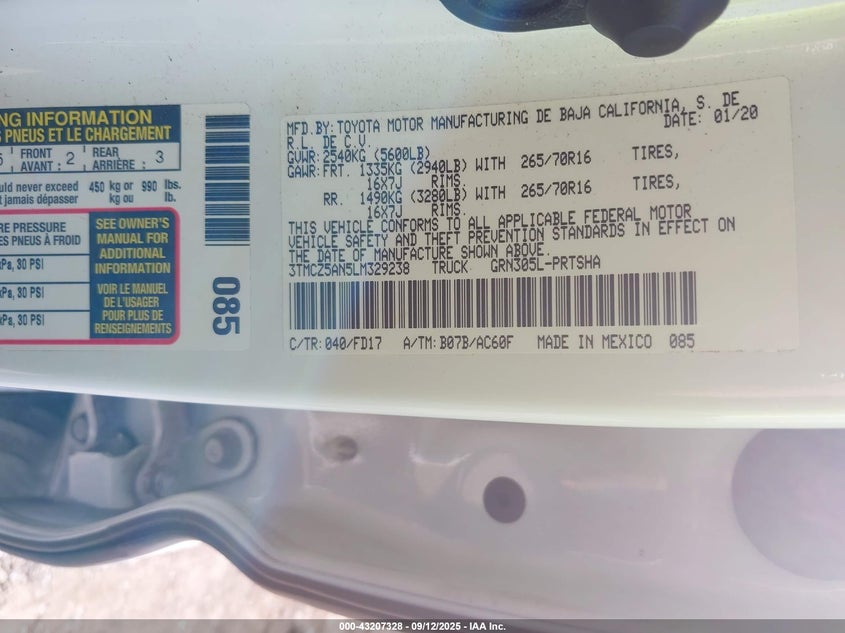 NG INFORMATION
S PNEUS ET LE CHARGEMENT
FRONT
AVANT : 2
REAR
ARRIÈRE : 3
ould never exceed 450 kg or 990 lbs.
t jamais dépasser kg ou lb.
RE PRESSURE
ES PNEUS À FROID
kPa, 30 PSI
kPa, 30 PSI
kPa, 30 PSI
SEE OWNER'S
MANUAL FOR
ADDITIONAL
INFORMATION
VOIR LE MANUEL
DE L'USAGER
POUR PLUS DE
RENSEIGNEMENTS
085
MFD.BY: TOYOTA MOTOR MANUFACTURING DE BAJA CALIFORNIA, S. DE
R.L. DE C.V. DATE: 01/20
GVWR: 2540KG (5600LB)
GAWR: FRT. 1335KG (2940LB) WITH 265/70R16 TIRES,
16X7J RIMS.
RR. 1490KG (3280LB) WITH 265/70R16 TIRES,
16X7J RIMS.
THIS VEHICLE CONFORMS TO ALL APPLICABLE FEDERAL MOTOR
VEHICLE SAFETY AND THEFT PREVENTION STANDARDS IN EFFECT ON
THE DATE OF MANUFACTURE SHOWN ABOVE.
3TMCZ5AN5LM329238 TRUCK GRN305L-PRTSHA
C/TR: 040/FD17 A/TM: B07B/AC60F MADE IN MEXICO 085
000-43207328 - 09/12/2025 - IAA Inc.